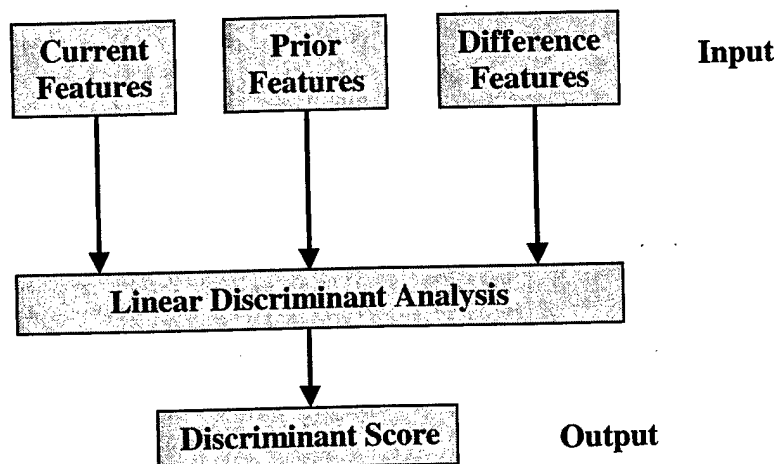 Current
Features
Prior
Features
Difference
Features
Input
Linear Discriminant Analysis
Discriminant Score
Output